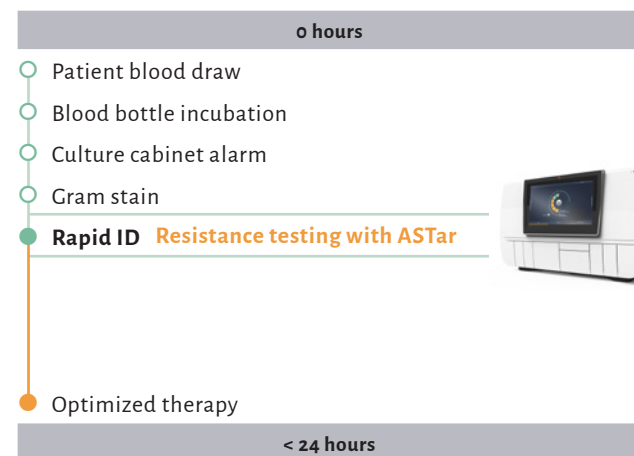 0 hours
Patient blood draw
Blood bottle incubation
Culture cabinet alarm
Gram stain
Rapid ID Resistance testing with ASTar
Optimized therapy
< 24 hours